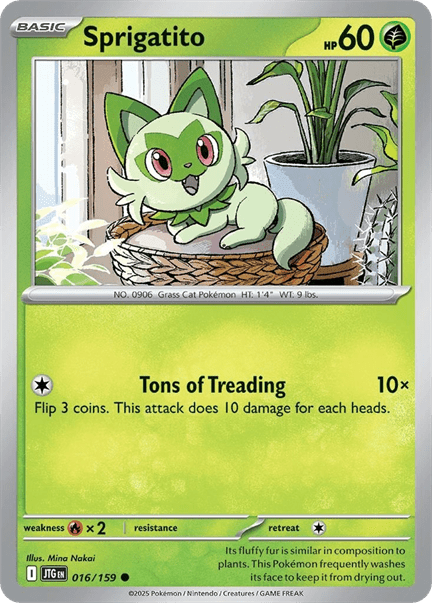 BASIC
Sprigatito
HP 60
NO. 0906 Grass Cat Pokémon HT: 1'4" WT: 9 lbs.
Tons of Treading 10×
Flip 3 coins. This attack does 10 damage for each heads.
weakness ×2 resistance retreat
Illus. Mina Nakai
I JTG EN 016/159
Its fluffy fur is similar in composition to
plants. This Pokémon frequently washes
its face to keep it from drying out.
©2025 Pokémon / Nintendo / Creatures / GAME FREAK